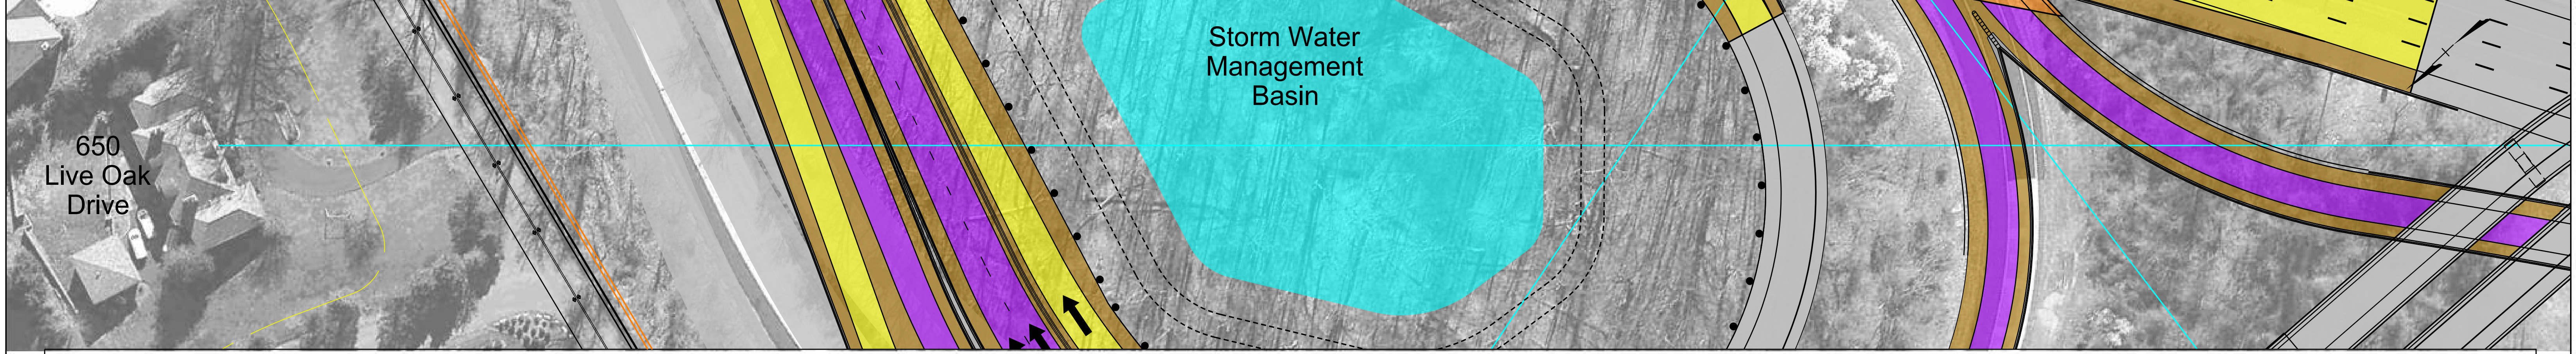 650
Live Oak
Drive
Storm Water
Management
Basin